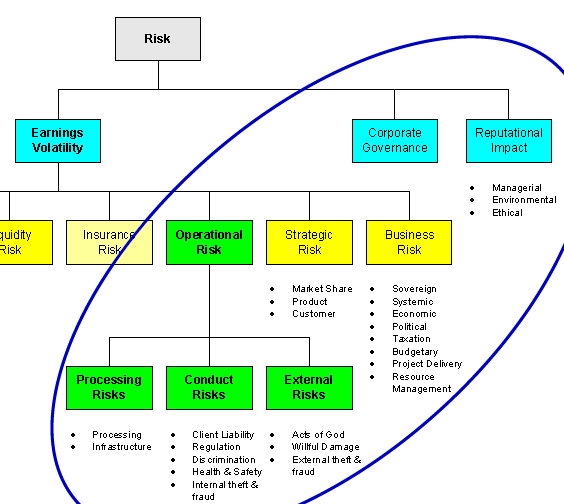 Risk
Earnings
Volatility
Corporate
Governance
Reputational
Impact
Managerial
Environmental
Ethical
quidity
Risk
Insurance
Risk
Operational
Risk
Strategic
Risk
Business
Risk
Market Share
Product
Customer
Sovereign
Systemic
Economic
Political
Taxation
Budgetary
Project Delivery
Resource
Management
Processing
Risks
Conduct
Risks
External
Risks
Processing
Infrastructure
Client Liability
Regulation
Discrimination
Health & Safety
Internal theft &
fraud
Acts of God
Willful Damage
External theft &
fraud